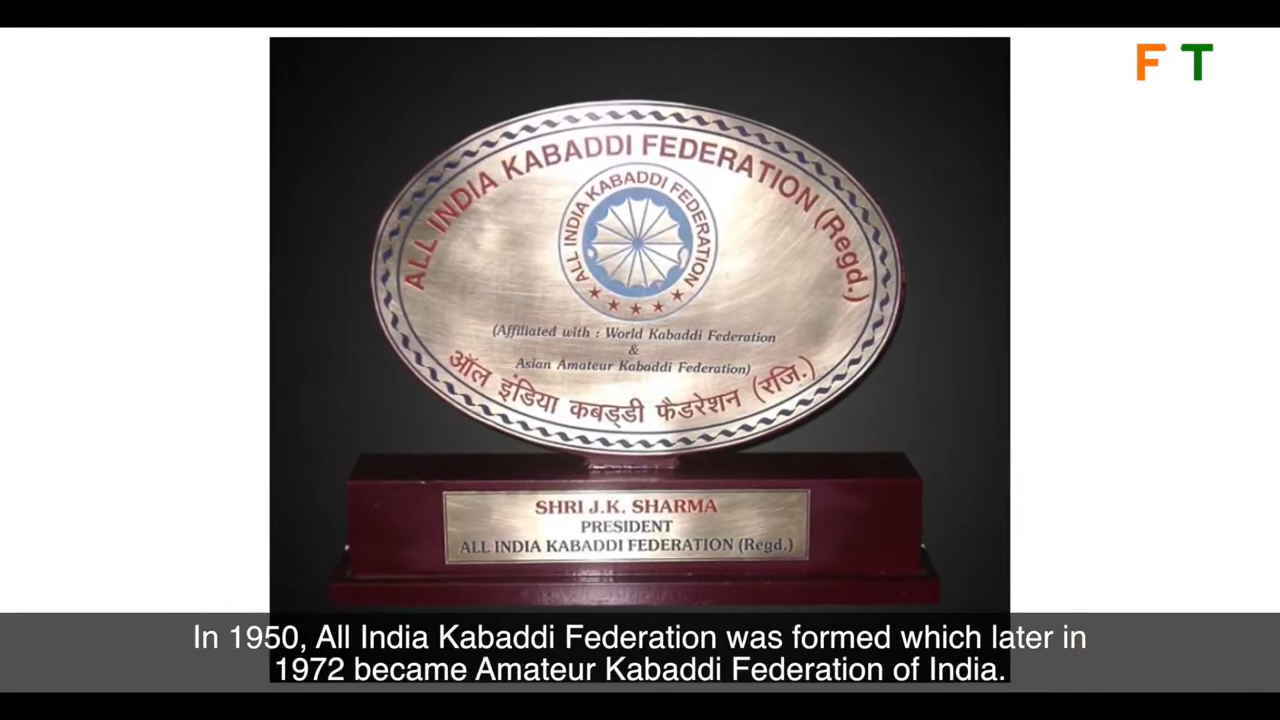 F T
ALL INDIA KABADDI FEDERATION (Regd.)
ALL INDIA KABADDI FEDERATION
(Affiliated with : World Kabaddi Federation
&
Asian Amateur Kabaddi Federation)
ऑल इंडिया कबड्डी फैडरेशन (रजि.)
SHRI J.K. SHARMA
PRESIDENT
ALL INDIA KABADDI FEDERATION (Regd.)
In 1950, All India Kabaddi Federation was formed which later in
1972 became Amateur Kabaddi Federation of India.